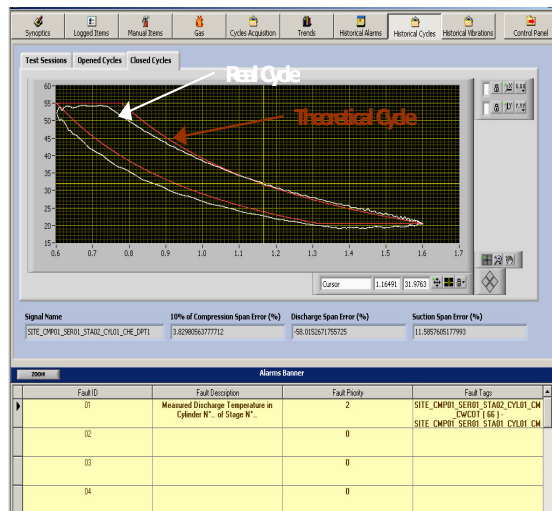 Synoptics Logged Items Manual Items Gas Cycles Acquisition Trends Historical Alarms Historical Cycles Historical Vibrations Control Panel
Test Sessions Opened Cycles Closed Cycles
Real Cycle
Theoretical Cycle
60
55
50
45
40
35
30
25
20
15
0.6 0.7 0.8 0.9 1.0 1.1 1.2 1.3 1.4 1.5 1.6 1.7
Cursor 1.16491 31.9763
Signal Name 10% of Compression Span Error (%) Discharge Span Error (%) Suction Span Error (%)
SITE_CMP01_SER01_STA02_CYL01_CHE_DPT1 3.82980563777712 -58.0152671755725 11.5857605177993
ZOOM Alarms Banner
Fault ID Fault Description Fault Priority Fault Tags
01 Measured Discharge Temperature in Cylinder N°.. of Stage N°.. 2 SITE_CMP01_SER01_STA02_CYL01_CM
_CWCOT ( 66 ) -
SITE_CMP01_SER01_STA01_CYL01_CM
02 0
03 0
04 0